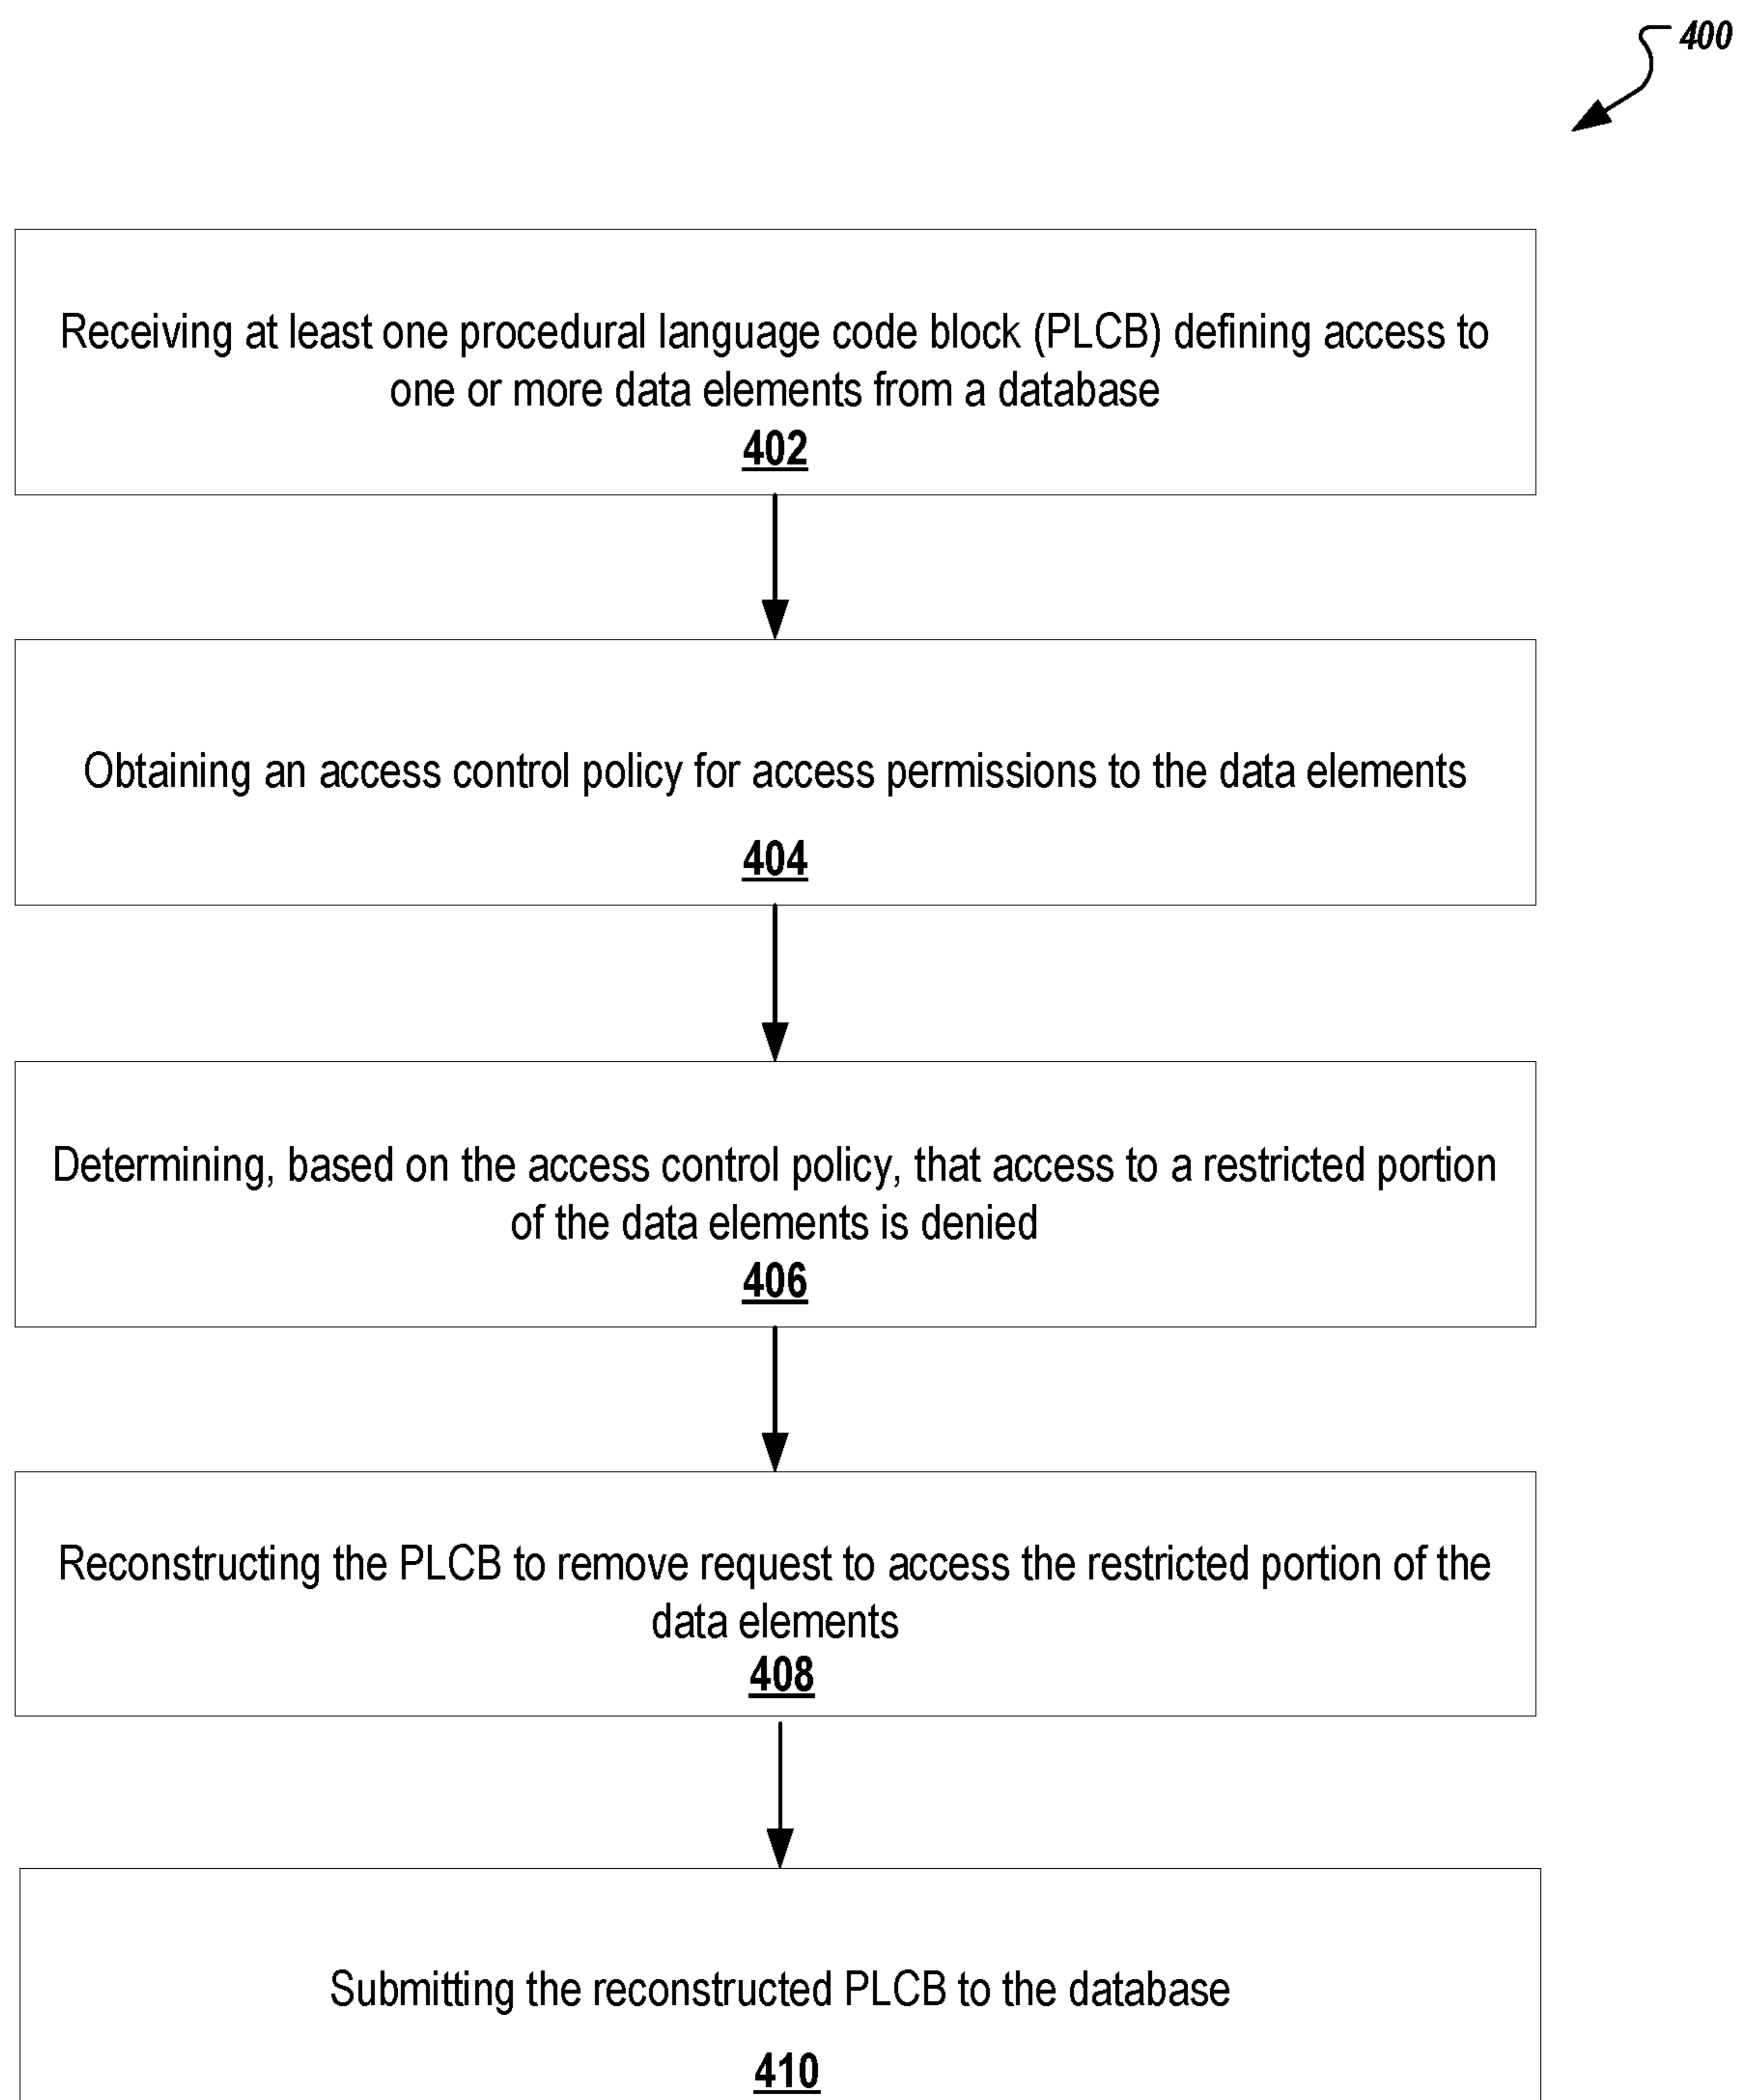 400
Receiving at least one procedural language code block (PLCB) defining access to
one or more data elements from a database
402
Obtaining an access control policy for access permissions to the data elements
404
Determining, based on the access control policy, that access to a restricted portion
of the data elements is denied
406
Reconstructing the PLCB to remove request to access the restricted portion of the
data elements
408
Submitting the reconstructed PLCB to the database
410